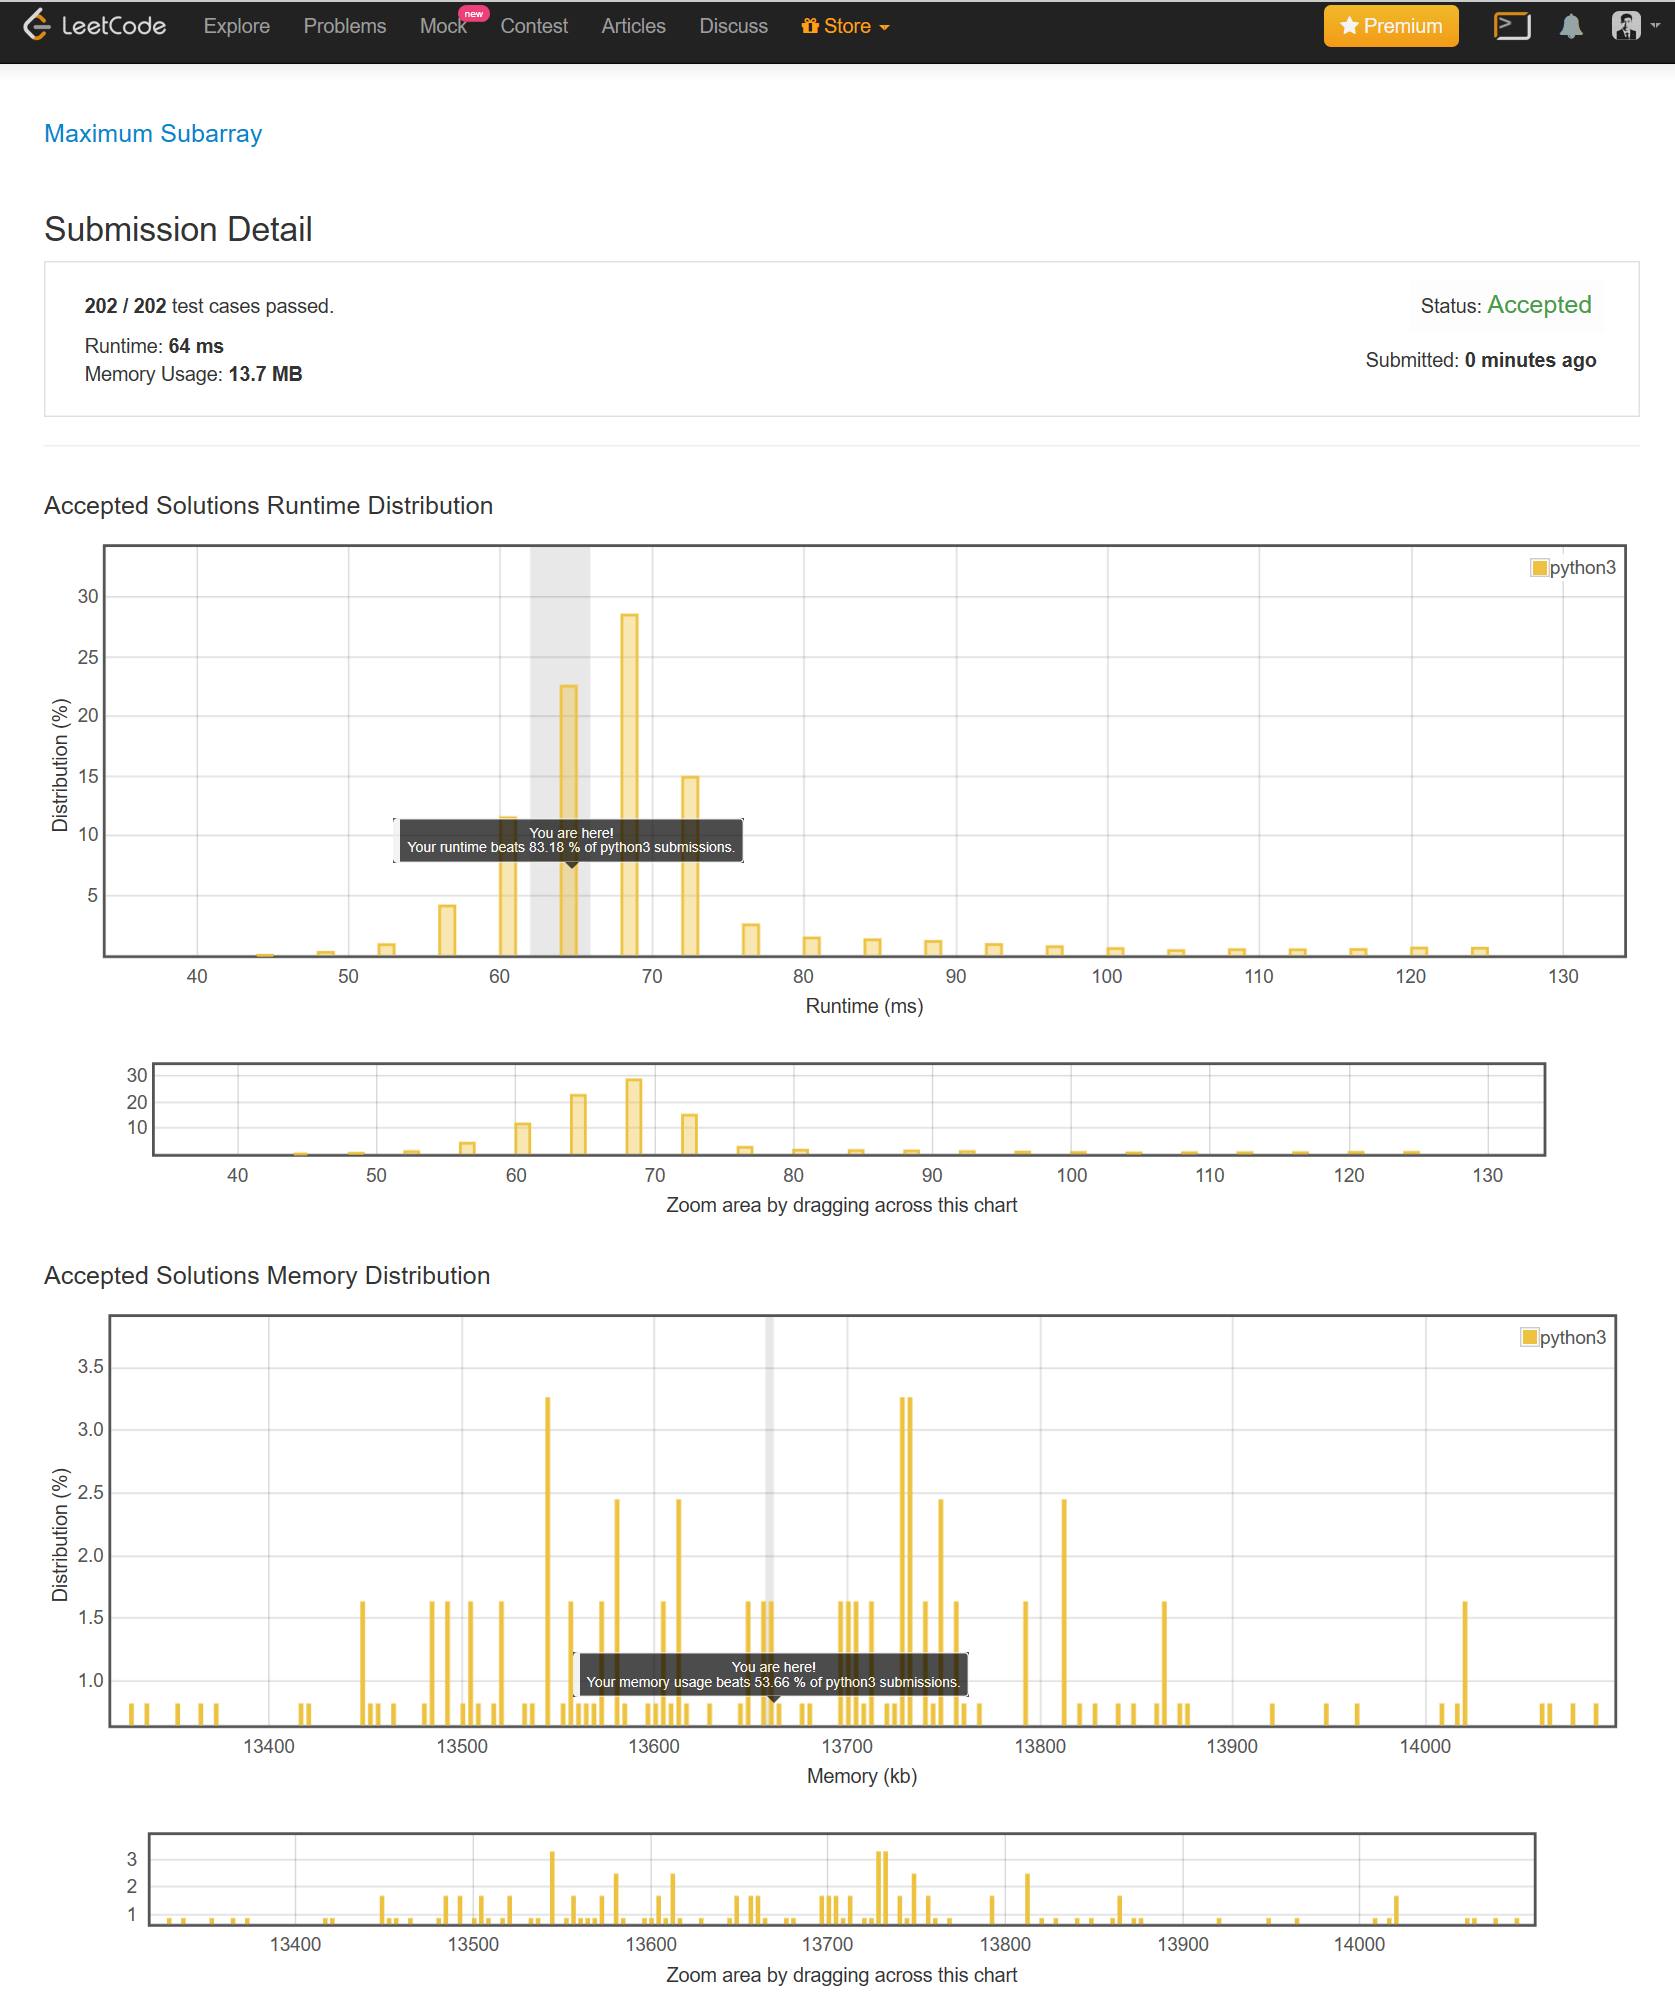 LeetCode Explore Problems Mock new Contest Articles Discuss Store Premium
Maximum Subarray
Submission Detail
202 / 202 test cases passed.
Status: Accepted
Runtime: 64 ms
Submitted: 0 minutes ago
Memory Usage: 13.7 MB
Accepted Solutions Runtime Distribution
python3
30
25
20
15
10
5
Distribution (%)
You are here!
Your runtime beats 83.18 % of python3 submissions.
40 50 60 70 80 90 100 110 120 130
Runtime (ms)
30
20
10
40 50 60 70 80 90 100 110 120 130
Zoom area by dragging across this chart
Accepted Solutions Memory Distribution
python3
3.5
3.0
2.5
2.0
1.5
1.0
Distribution (%)
You are here!
Your memory usage beats 53.66 % of python3 submissions.
13400 13500 13600 13700 13800 13900 14000
Memory (kb)
3
2
1
13400 13500 13600 13700 13800 13900 14000
Zoom area by dragging across this chart